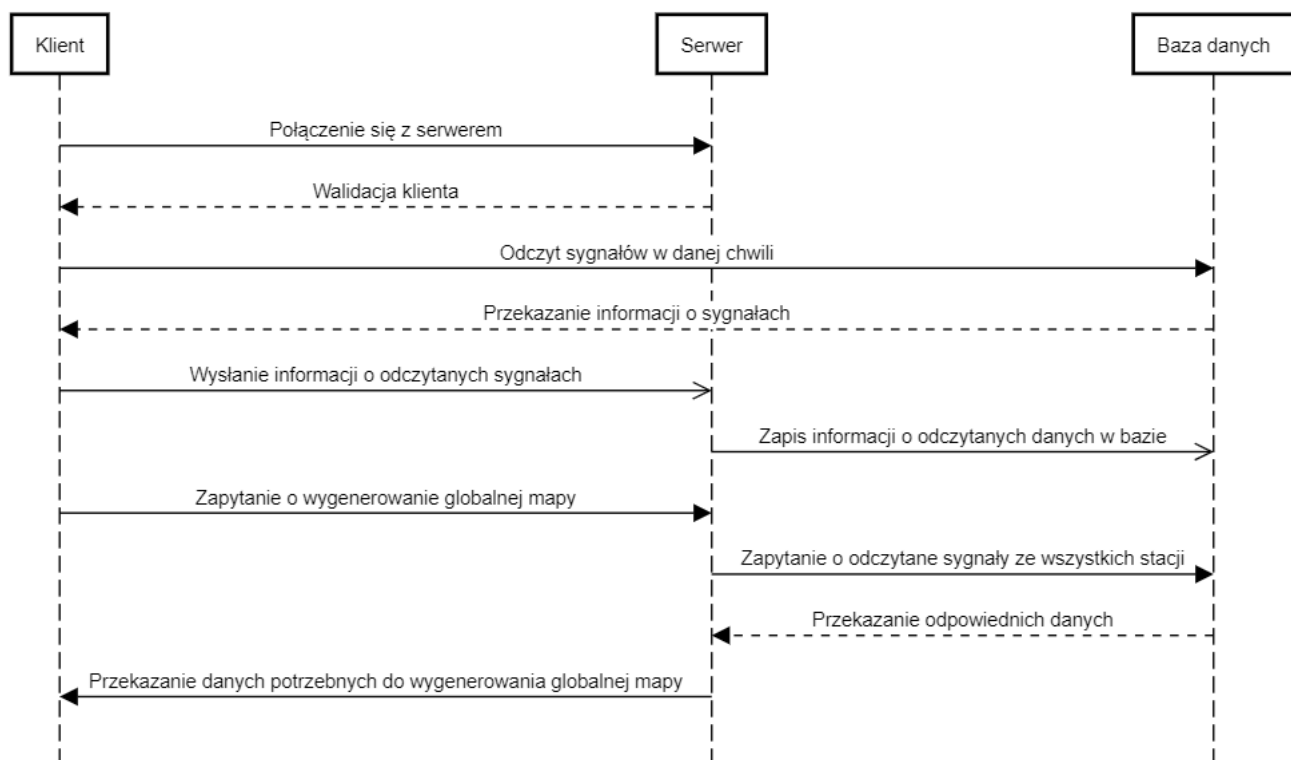 Klient
Serwer
Baza danych
Połączenie się z serwerem
Walidacja klienta
Odczyt sygnałów w danej chwili
Przekazanie informacji o sygnałach
Wysłanie informacji o odczytanych sygnałach
Zapis informacji o odczytanych danych w bazie
Zapytanie o wygenerowanie globalnej mapy
Zapytanie o odczytane sygnały ze wszystkich stacji
Przekazanie odpowiednich danych
Przekazanie danych potrzebnych do wygenerowania globalnej mapy